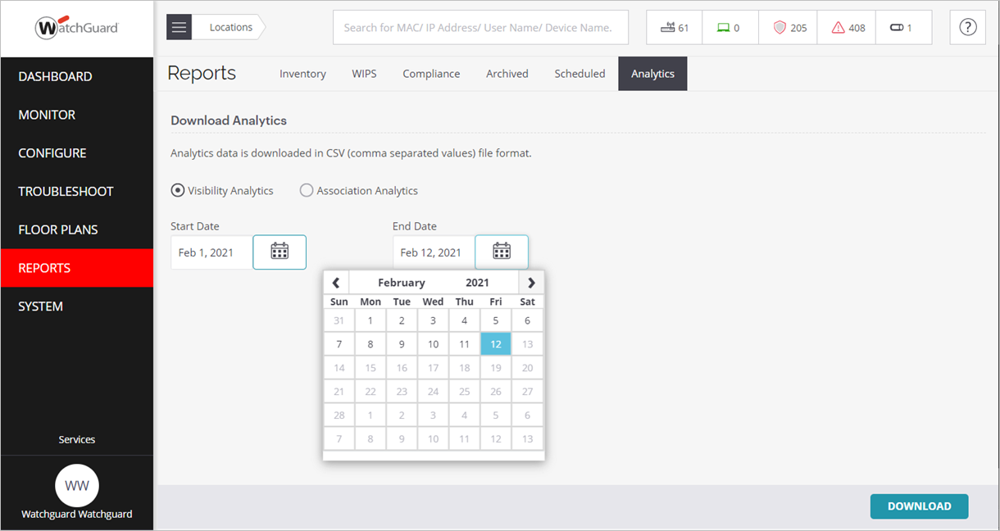 WatchGuard
Locations
Search for MAC/ IP Address/ User Name/ Device Name.
61
0
205
408
1
?
DASHBOARD
MONITOR
CONFIGURE
TROUBLESHOOT
FLOOR PLANS
REPORTS
SYSTEM
Services
WW
Watchguard Watchguard
Reports Inventory WIPS Compliance Archived Scheduled Analytics
Download Analytics
Analytics data is downloaded in CSV (comma separated values) file format.
Visibility Analytics Association Analytics
Start Date End Date
Feb 1, 2021 Feb 12, 2021
February 2021
Sun Mon Tue Wed Thu Fri Sat
31 1 2 3 4 5 6
7 8 9 10 11 12 13
14 15 16 17 18 19 20
21 22 23 24 25 26 27
28 1 2 3 4 5 6
7 8 9 10 11 12 13
DOWNLOAD